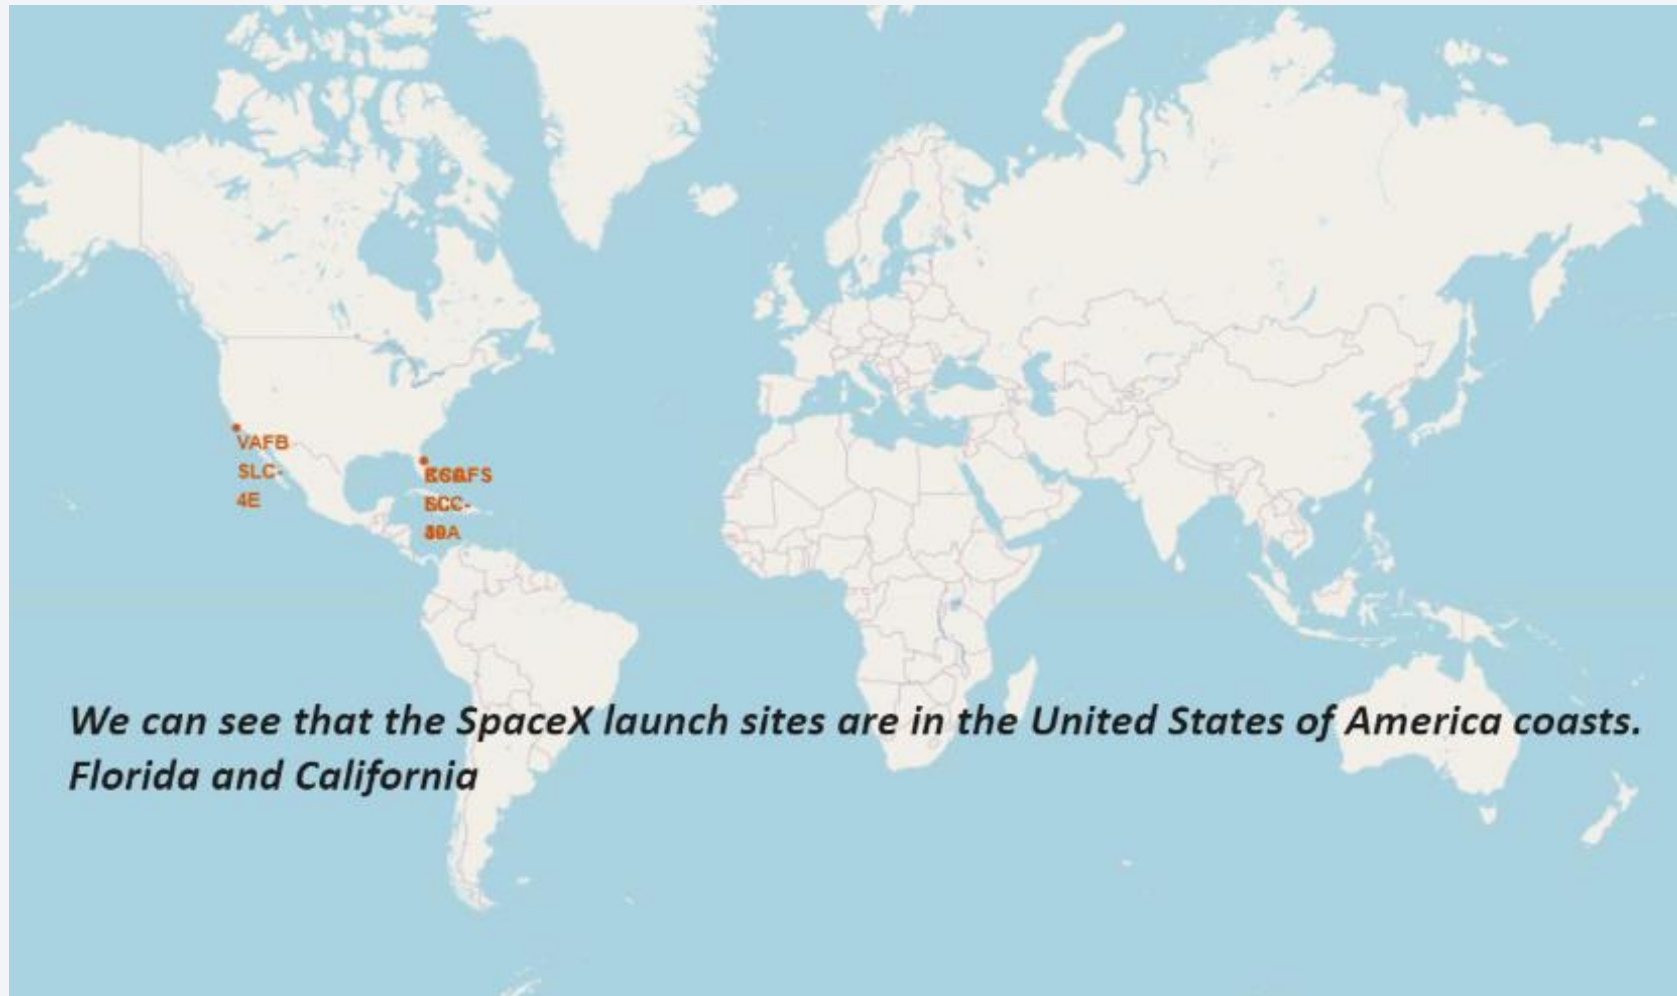 VAFB
SLC-
4E
We can see that the SpaceX launch sites are in the United States of America coasts.
Florida and California